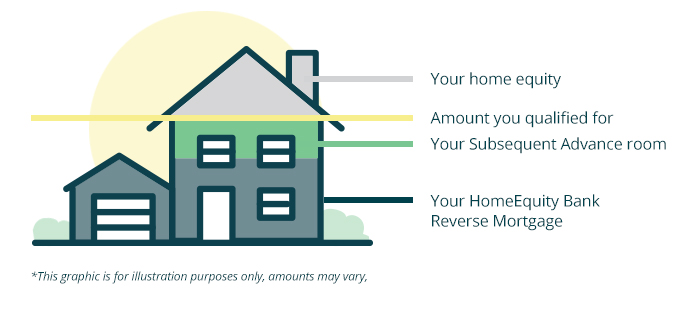 Your home equity
Amount you qualified for
Your Subsequent Advance room
Your HomeEquity Bank
Reverse Mortgage
*This graphic is for illustration purposes only, amounts may vary,